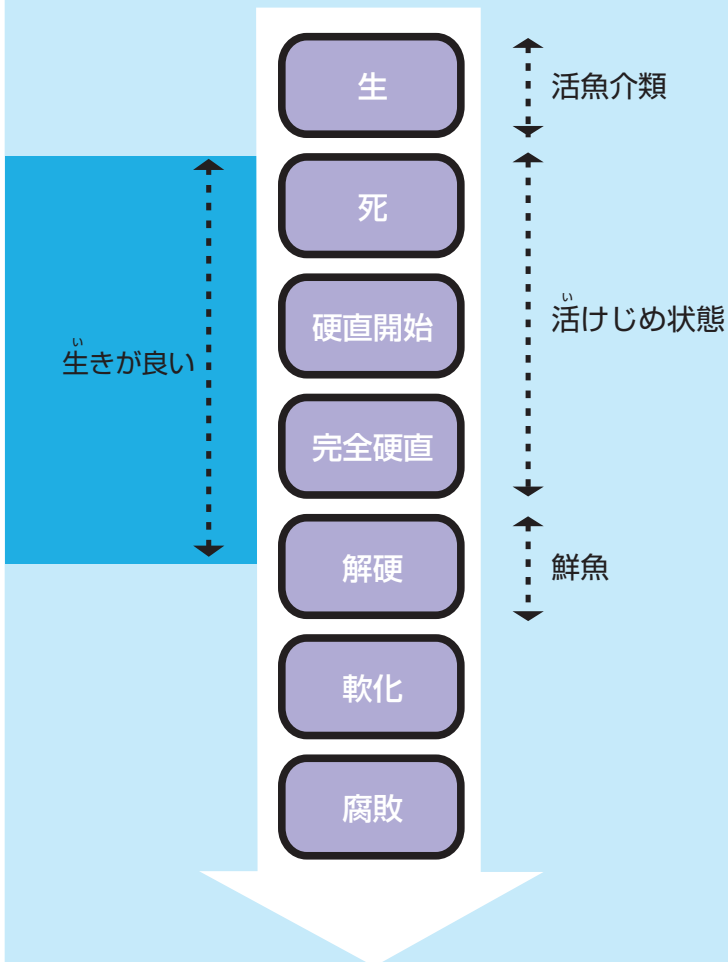 生
活魚介類
死
硬直開始
い
活けじめ状態
い
生きが良い
完全硬直
解硬
鮮魚
軟化
腐敗